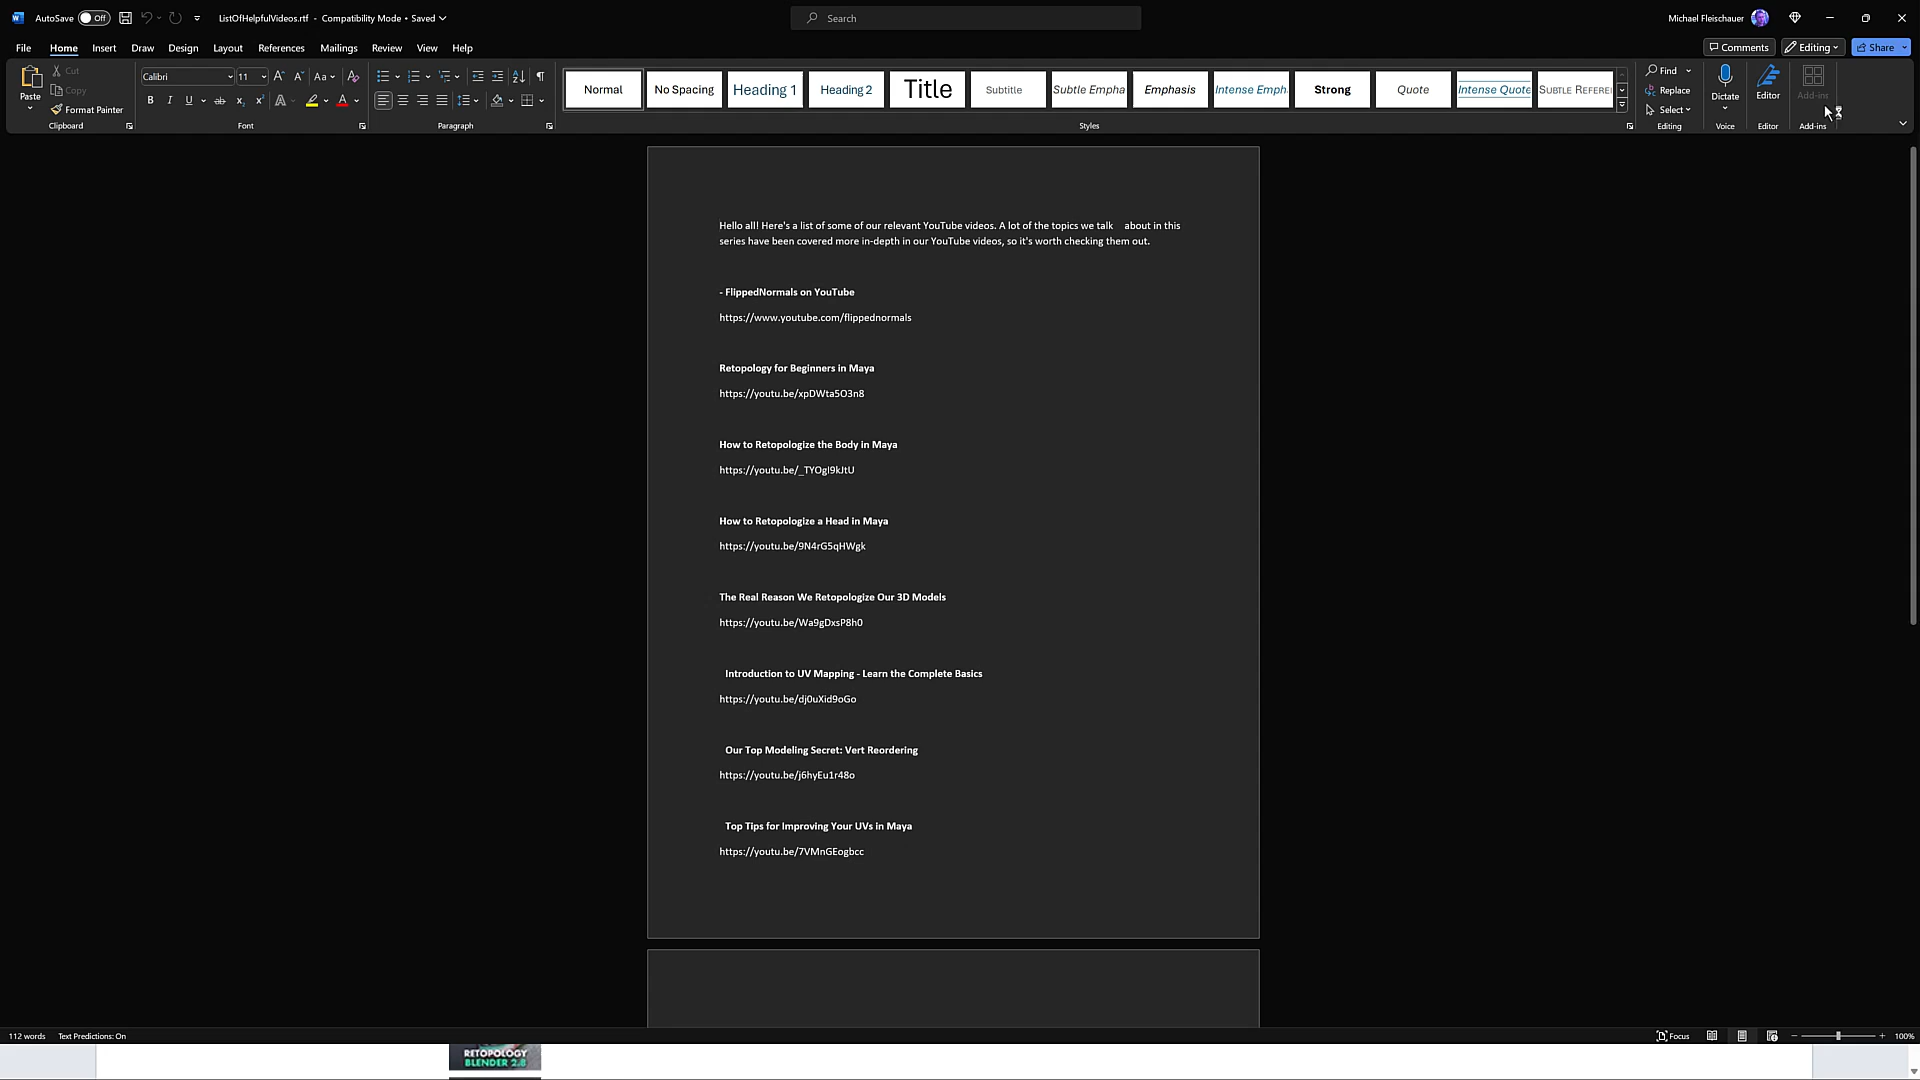 AutoSave Off ListOfHelpfulVideos.rtf - Compatibility Mode • Saved Search Michael Fleischauer
File Home Insert Draw Design Layout References Mailings Review View Help Comments Editing Share
Paste Cut Copy Format Painter
Calibri 11
Normal No Spacing Heading 1 Heading 2 Title Subtitle Subtle Empha Emphasis Intense Emph Strong Quote Intense Quote Subtle Refere
Find Replace Select Dictate Editor Add-ins
Clipboard Font Paragraph Styles Editing Voice Editor Add-ins
Hello all! Here's a list of some of our relevant YouTube videos. A lot of the topics we talk about in this
series have been covered more in-depth in our YouTube videos, so it's worth checking them out.
- FlippedNormals on YouTube
https://www.youtube.com/flippednormals
Retopology for Beginners in Maya
https://youtu.be/xpDWta5O3n8
How to Retopologize the Body in Maya
https://youtu.be/_TYOgI9kJtU
How to Retopologize a Head in Maya
https://youtu.be/9N4rG5qHWgk
The Real Reason We Retopologize Our 3D Models
https://youtu.be/Wa9gDxsP8h0
Introduction to UV Mapping - Learn the Complete Basics
https://youtu.be/dj0uXid9oGo
Our Top Modeling Secret: Vert Reordering
https://youtu.be/j6hyEu1r48o
Top Tips for Improving Your UVs in Maya
https://youtu.be/7VMnGEogbcc
112 words Text Predictions: On Focus 100%
RETOPOLOGY
BLENDER 2.8